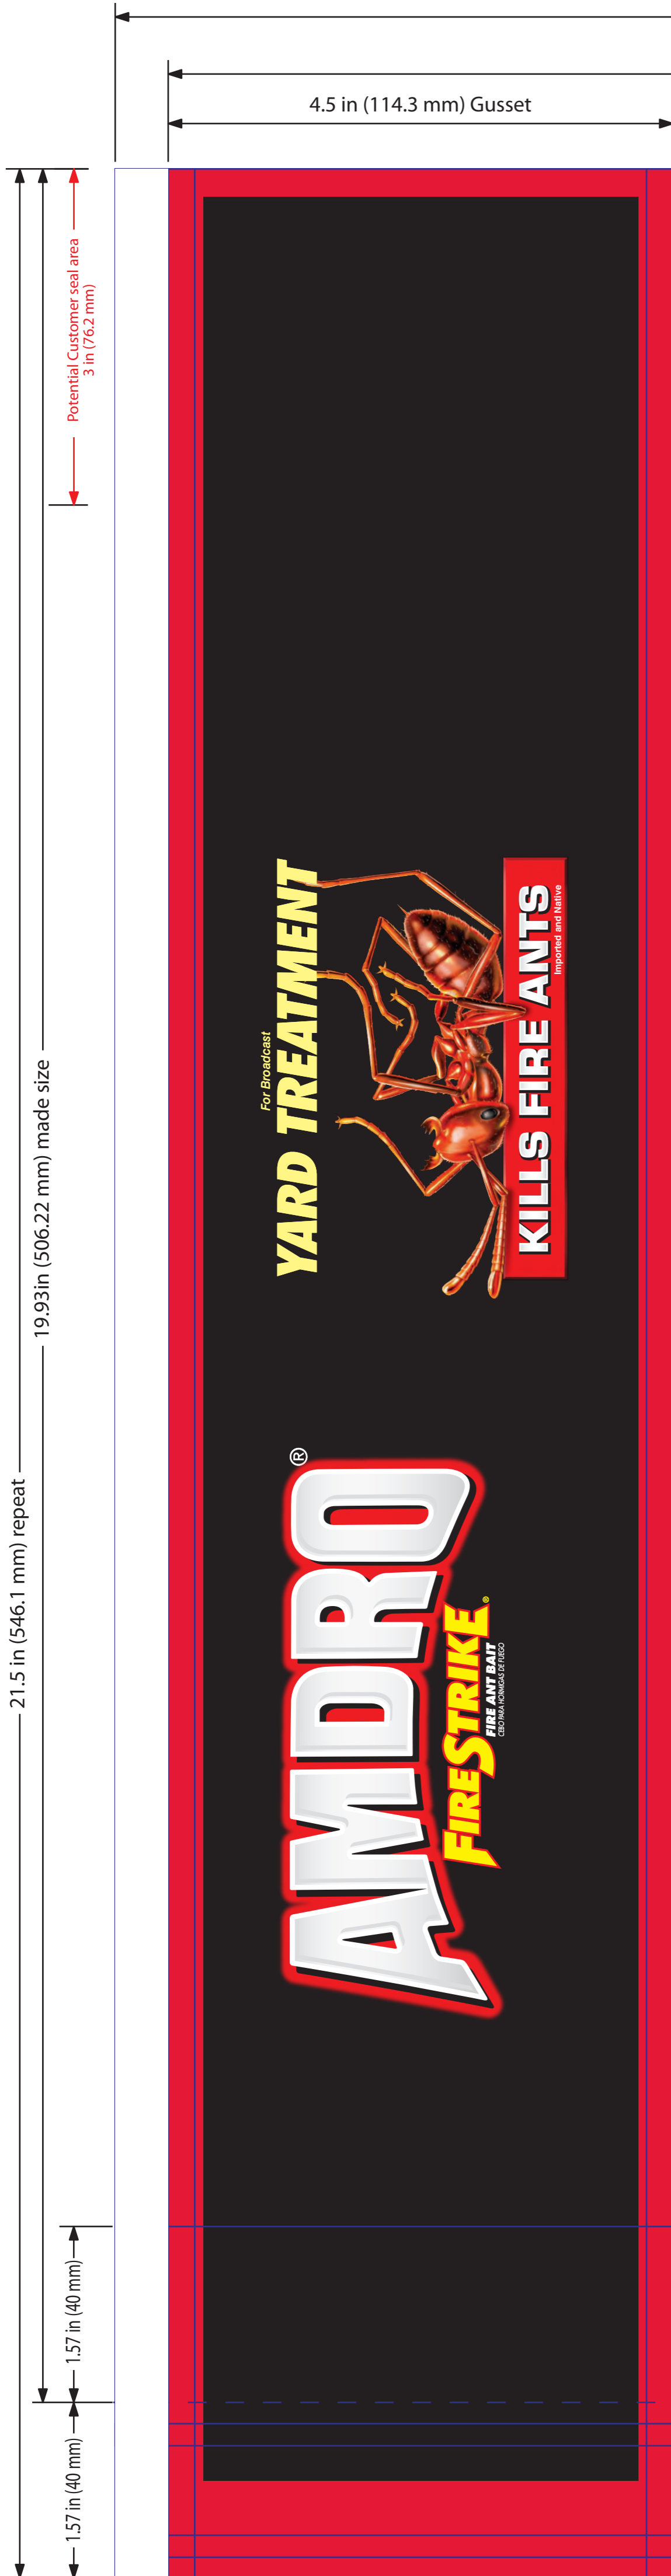 4.5 in (114.3 mm) Gusset
Potential Customer seal area
3 in (76.2 mm)
19.93in (506.22 mm) made size
21.5 in (546.1 mm) repeat
1.57 in (40 mm)
1.57 in (40 mm)
For Broadcast
YARD TREATMENT
KILLS FIRE ANTS
Imported and Native
AMDRO®
FIRESTRIKE®
FIRE ANT BAIT
CEBO PARA HORMIGAS DE FUEGO